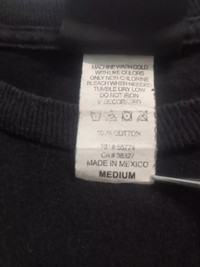 MACHINE WASH COLD
WITH LIKE COLORS
ONLY NON-CHLORINE
BLEACH WHEN NEEDED
TUMBLE DRY LOW
DO NOT IRON
100% COTTON
MADE IN MEXICO
MEDIUM